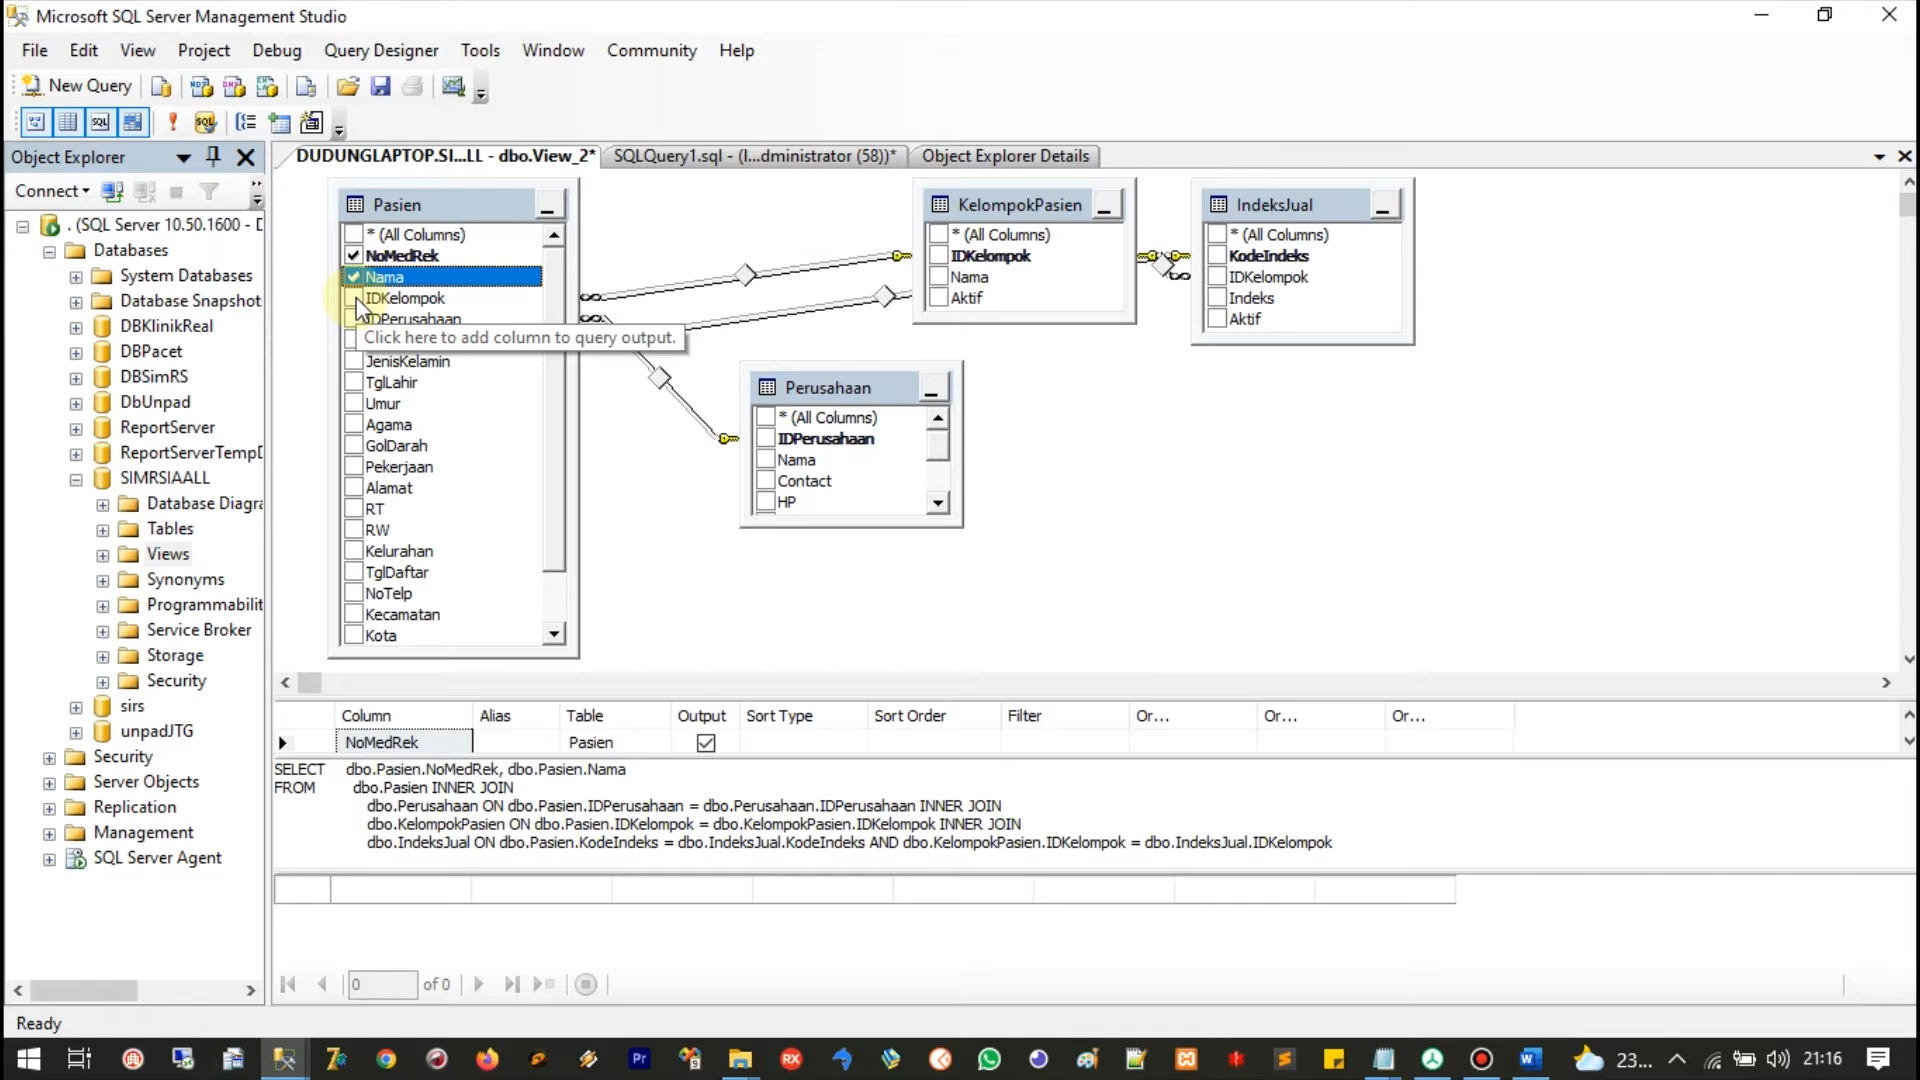 Microsoft SQL Server Management Studio
File Edit View Project Debug Query Designer Tools Window Community Help
New Query
Object Explorer
DUDUNGLAPTOP.SI...LL - dbo.View_2* SQLQuery1.sql - (l...dministrator (58))* Object Explorer Details
Connect
. (SQL Server 10.50.1600 - D
Databases
System Databases
Database Snapshot
DBKlinikReal
DBPacet
DBSimRS
DbUnpad
ReportServer
ReportServerTempD
SIMRSIAALL
Database Diagra
Tables
Views
Synonyms
Programmabilit
Service Broker
Storage
Security
sirs
unpadJTG
Security
Server Objects
Replication
Management
SQL Server Agent
Pasien
* (All Columns)
NoMedRek
Nama
IDKelompok
IDPerusahaan
Click here to add column to query output.
JenisKelamin
TglLahir
Umur
Agama
GolDarah
Pekerjaan
Alamat
RT
RW
Kelurahan
TglDaftar
NoTelp
Kecamatan
Kota
KelompokPasien
* (All Columns)
IDKelompok
Nama
Aktif
IndeksJual
* (All Columns)
KodeIndeks
IDKelompok
Indeks
Aktif
Perusahaan
* (All Columns)
IDPerusahaan
Nama
Contact
HP
Column Alias Table Output Sort Type Sort Order Filter Or... Or... Or...
NoMedRek Pasien
SELECT dbo.Pasien.NoMedRek, dbo.Pasien.Nama
FROM dbo.Pasien INNER JOIN
dbo.Perusahaan ON dbo.Pasien.IDPerusahaan = dbo.Perusahaan.IDPerusahaan INNER JOIN
dbo.KelompokPasien ON dbo.Pasien.IDKelompok = dbo.KelompokPasien.IDKelompok INNER JOIN
dbo.IndeksJual ON dbo.Pasien.KodeIndeks = dbo.IndeksJual.KodeIndeks AND dbo.KelompokPasien.IDKelompok = dbo.IndeksJual.IDKelompok
0 of 0
Ready
23... 21:16